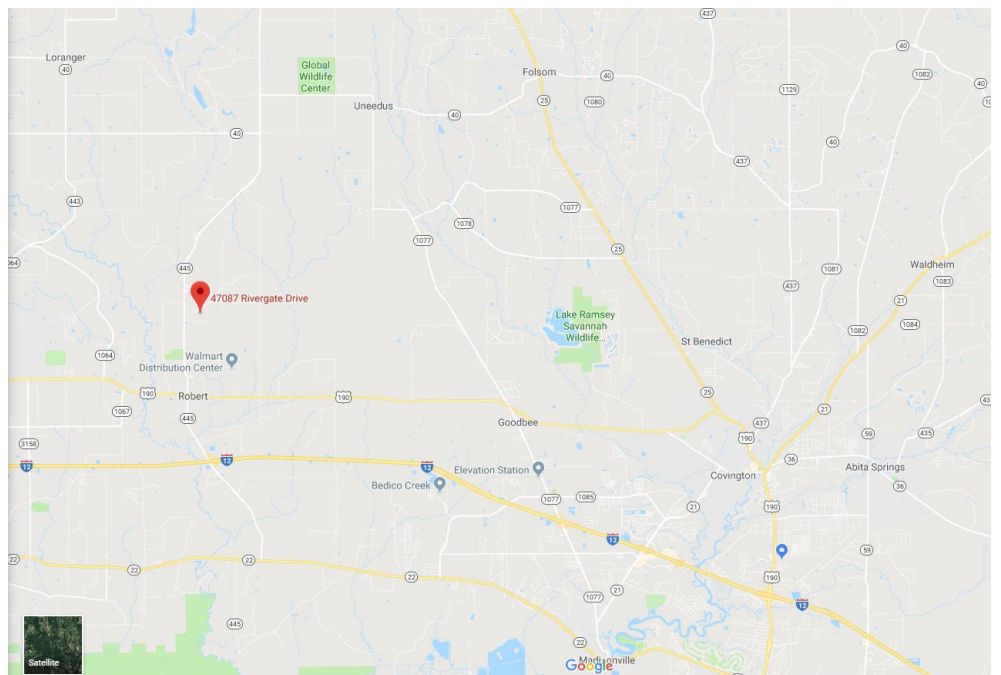 437
Loranger
40
Global
Wildlife
Center
40
1082
40
Folsom
40
1129
25
1080
Uneedus
40
40
40
437
443
1077
1078
1077
25
445
1081
Waldheim
1083
437
21
47087 Rivergate Drive
Lake Ramsey
Savannah
Wildlife...
1084
1082
St Benedict
1064
Walmart
Distribution Center
190
Robert
190
25
1067
445
21
437
Goodbee
190
59
435
3158
12
12
12
Elevation Station
36
Covington
Abita Springs
Bedico Creek
36
1077
1085
21
190
12
59
22
22
22
190
1077
21
12
445
22
Satellite
Google
Madisonville